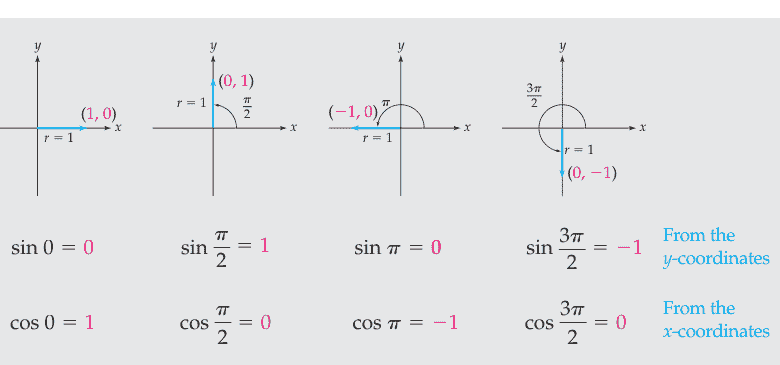 y
(1, 0)
x
r = 1
y
(0, 1)
r = 1
π/2
x
y
(−1, 0)
π
x
r = 1
y
3π/2
x
r = 1
(0, −1)
sin 0 = 0
sin π/2 = 1
sin π = 0
sin 3π/2 = −1
From the
y-coordinates
cos 0 = 1
cos π/2 = 0
cos π = −1
cos 3π/2 = 0
From the
x-coordinates